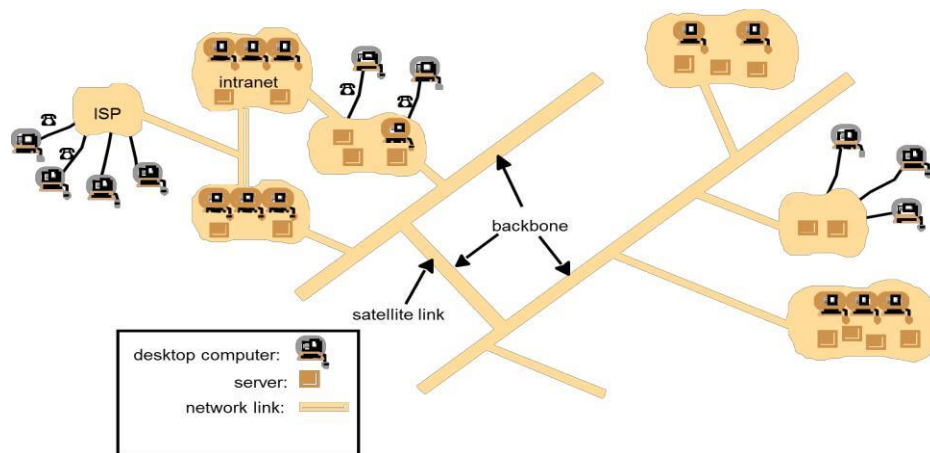 intranet
ISP
backbone
satellite link
desktop computer:
server:
network link: